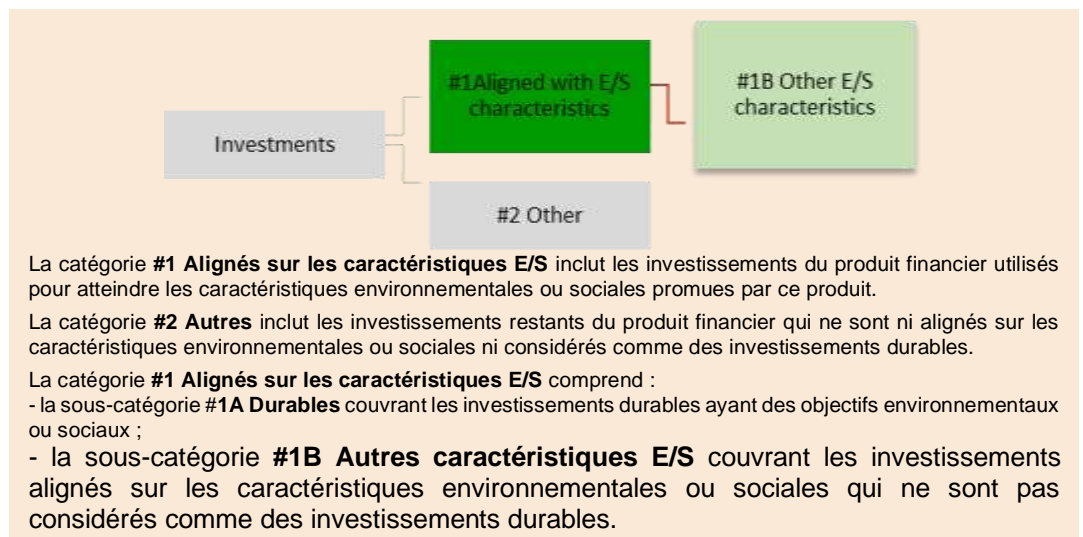 #1Aligned with E/S
characteristics
#1B Other E/S
characteristics
Investments
#2 Other
La catégorie #1 Alignés sur les caractéristiques E/S inclut les investissements du produit financier utilisés
pour atteindre les caractéristiques environnementales ou sociales promues par ce produit.
La catégorie #2 Autres inclut les investissements restants du produit financier qui ne sont ni alignés sur les
caractéristiques environnementales ou sociales ni considérés comme des investissements durables.
La catégorie #1 Alignés sur les caractéristiques E/S comprend :
- la sous-catégorie #1A Durables couvrant les investissements durables ayant des objectifs environnementaux
ou sociaux ;
- la sous-catégorie #1B Autres caractéristiques E/S couvrant les investissements
alignés sur les caractéristiques environnementales ou sociales qui ne sont pas
considérés comme des investissements durables.